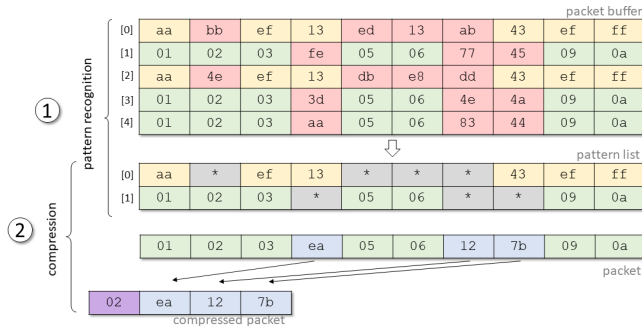 packet buffer
[0] aa bb ef 13 ed 13 ab 43 ef ff
[1] 01 02 03 fe 05 06 77 45 09 0a
[2] aa 4e ef 13 db e8 dd 43 ef ff
[3] 01 02 03 3d 05 06 4e 4a 09 0a
[4] 01 02 03 aa 05 06 83 44 09 0a
1
pattern recognition
pattern list
[0] aa * ef 13 * * * 43 ef ff
[1] 01 02 03 * 05 06 * * 09 0a
2
compression
01 02 03 ea 05 06 12 7b 09 0a
packet
02 ea 12 7b
compressed packet